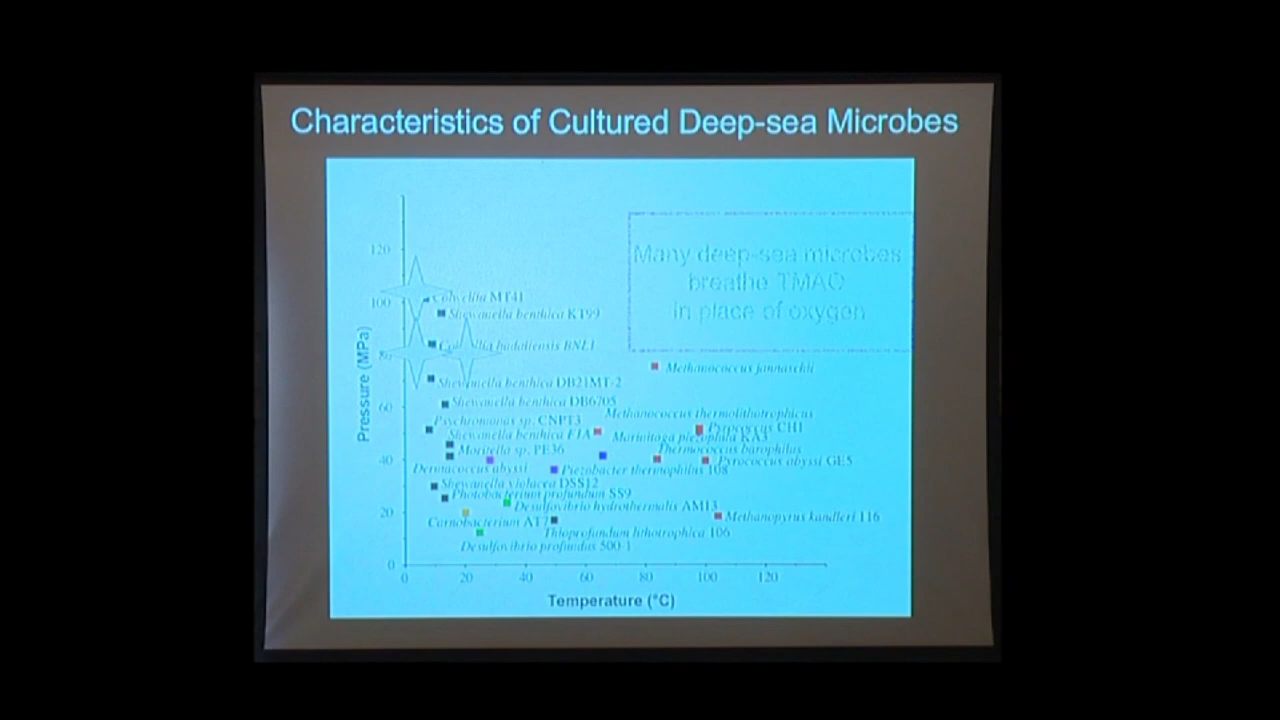 Characteristics of Cultured Deep-sea Microbes
Many deep-sea microbes
breathe TMAO
in place of oxygen
120
100
80
60
40
20
0
Pressure (MPa)
Colwellia MT41
Shewanella benthica KT99
hadaliensis BNL1
Methanococcus jannaschii
Shewanella benthica DB21MT-2
Shewanella benthica DB6705
Methanococcus thermolithotrophicus
Psychromonas sp. CNPT3
Pyrococcus CH1
Shewanella benthica F1A
Marinitoga piezophila KA3
Moritella sp. PE36
Thermococcus barophilus
Dermacoccus abyssi
Piezobacter thermophilus 108
Pyrococcus abyssi GE5
Shewanella violacea DSS12
Photobacterium profundum SS9
Desulfovibrio hydrothermalis AM13
Carnobacterium AT7
Methanopyrus kandleri 116
Thioprofundum lithotrophica 106
Desulfovibrio profundus 500-1
0 20 40 60 80 100 120
Temperature (°C)